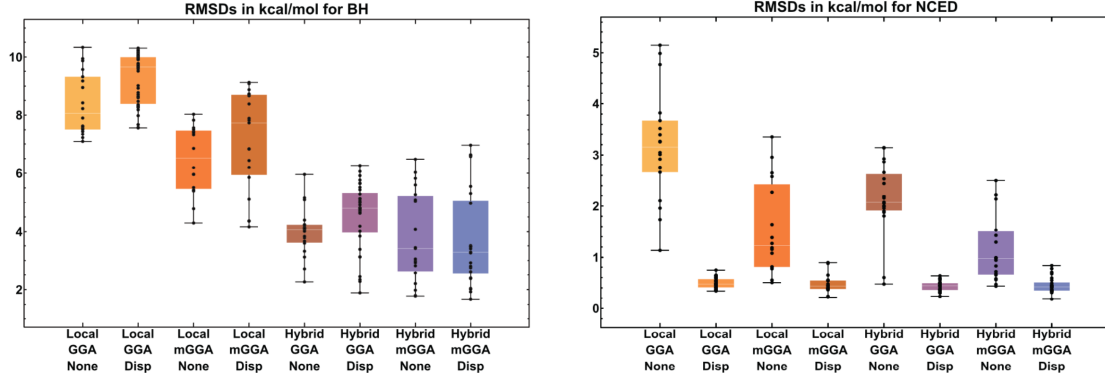 RMSDs in kcal/mol for BH
10
8
6
4
2
Local Local Local Local Hybrid Hybrid Hybrid Hybrid
GGA GGA mGGA mGGA GGA GGA mGGA mGGA
None Disp None Disp None Disp None Disp
RMSDs in kcal/mol for NCED
5
4
3
2
1
0
Local Local Local Local Hybrid Hybrid Hybrid Hybrid
GGA GGA mGGA mGGA GGA GGA mGGA mGGA
None Disp None Disp None Disp None Disp